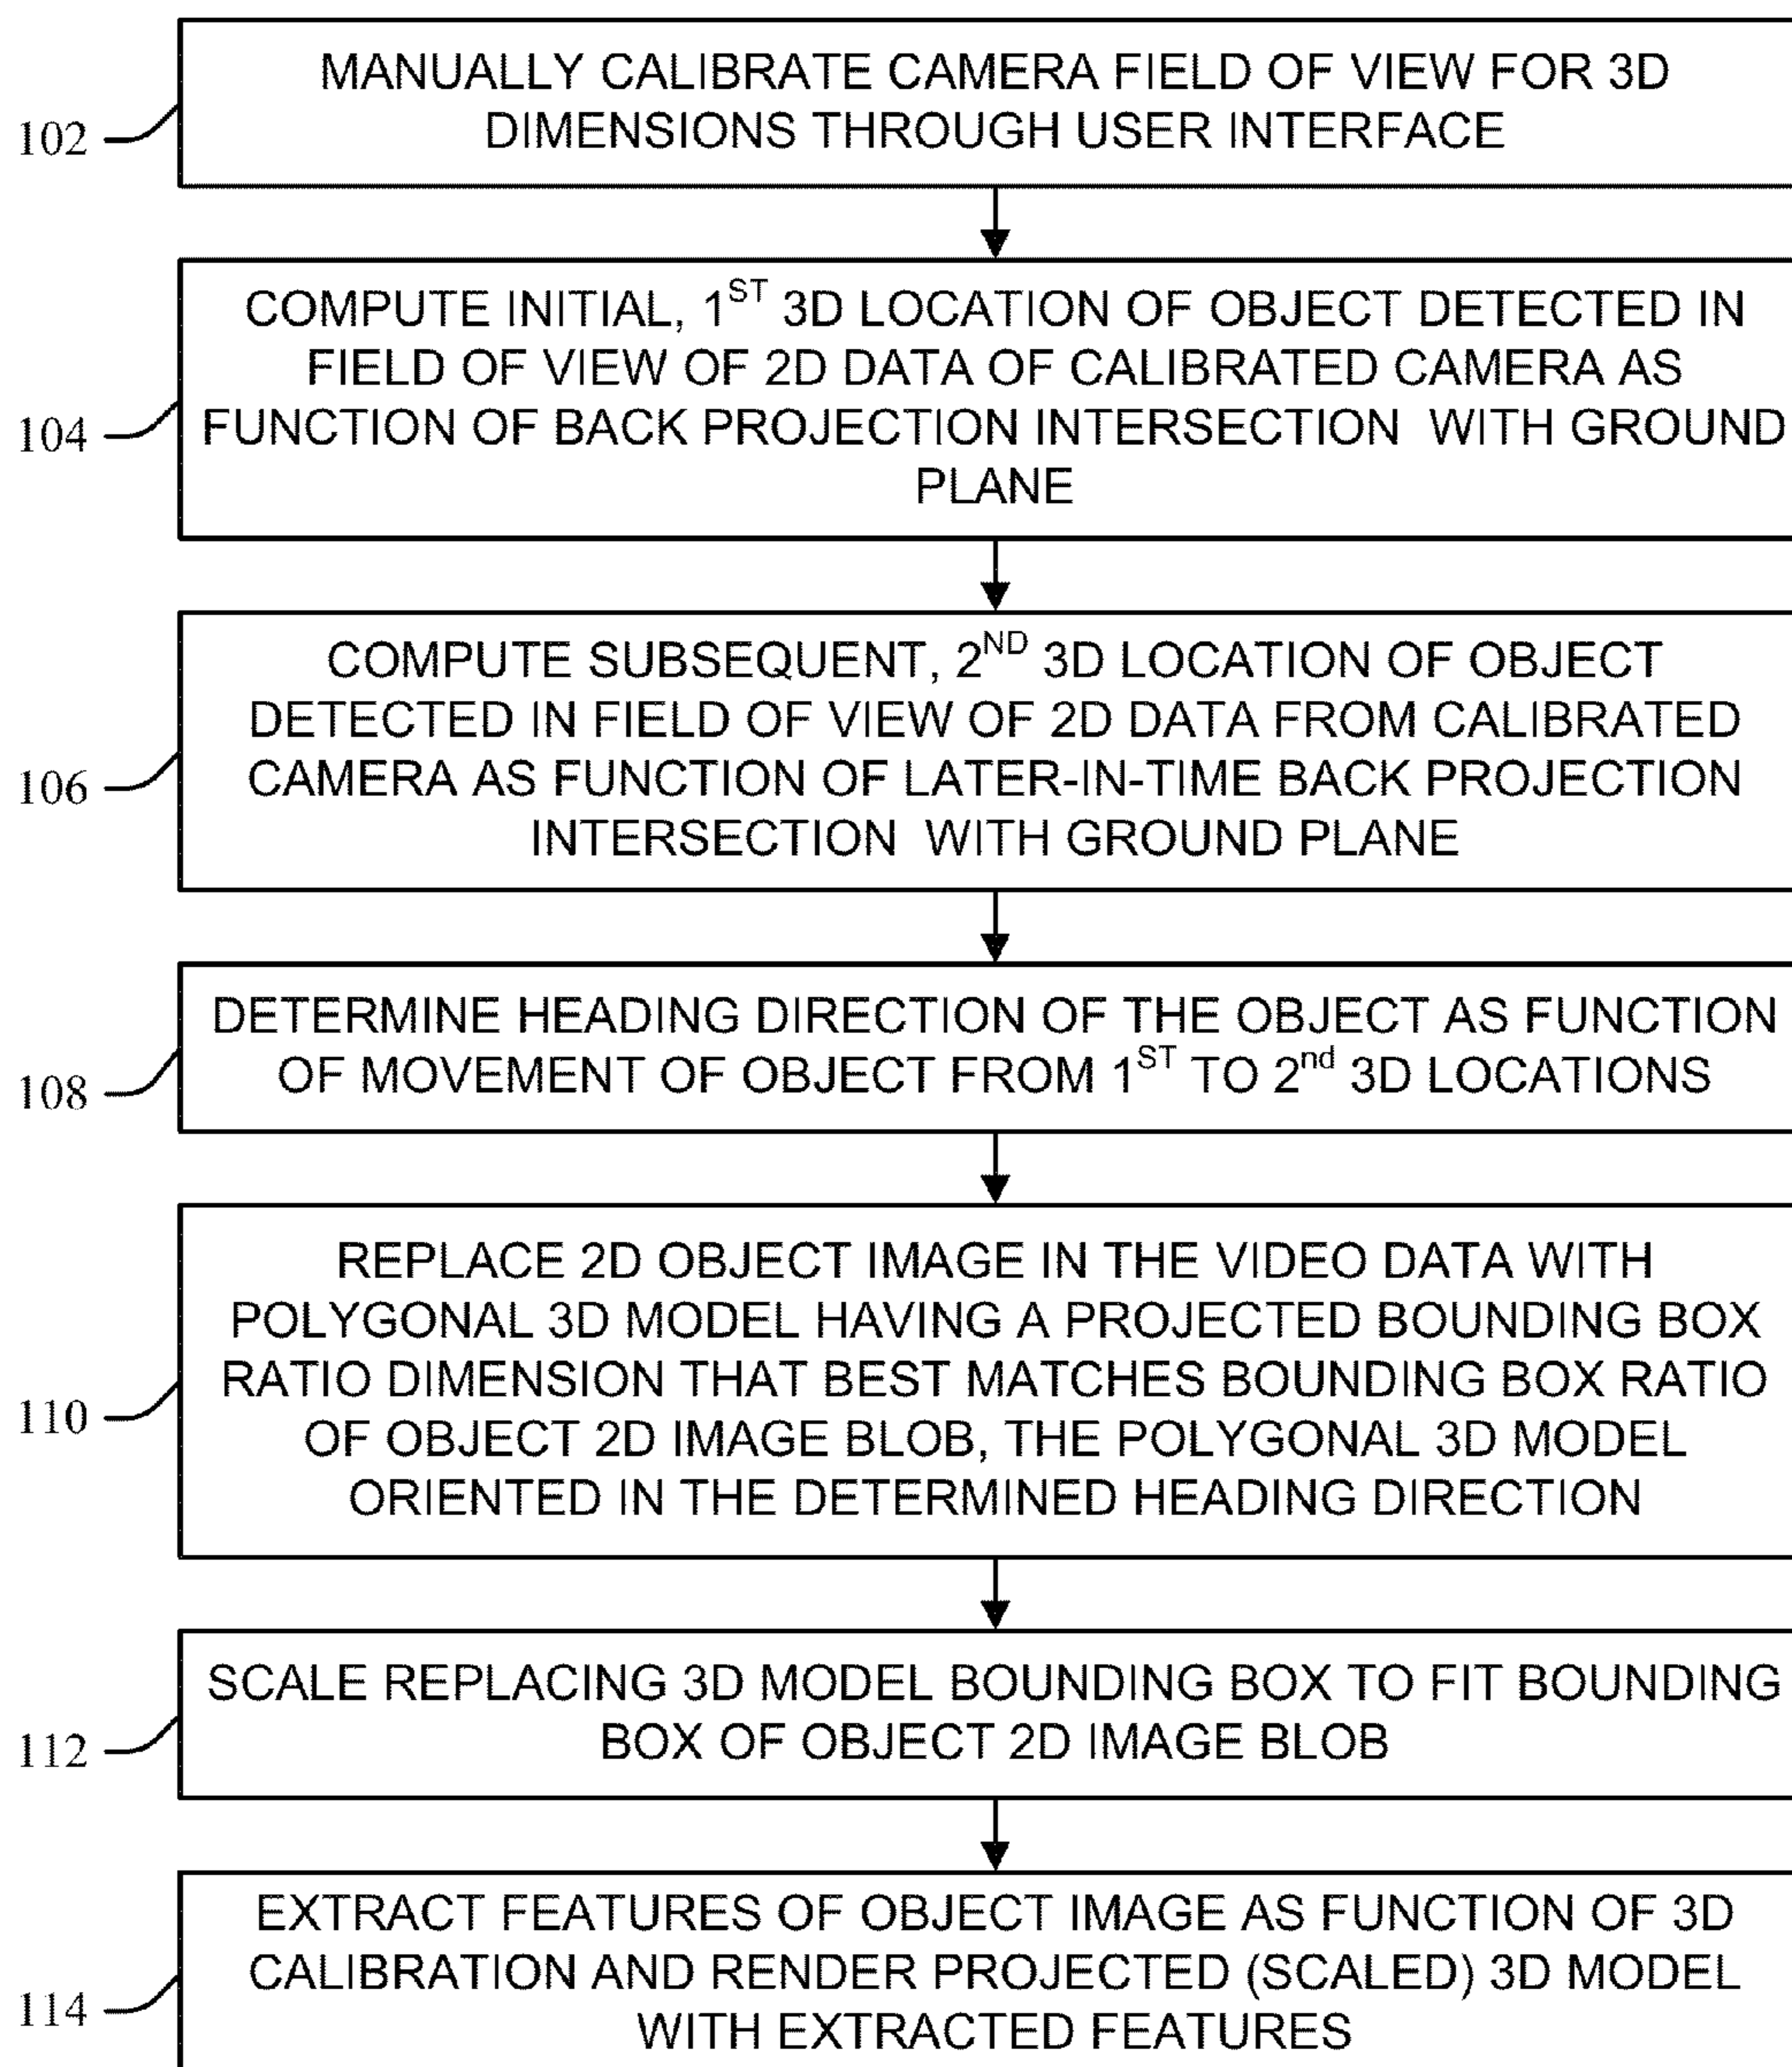 MANUALLY CALIBRATE CAMERA FIELD OF VIEW FOR 3D
DIMENSIONS THROUGH USER INTERFACE
102
COMPUTE INITIAL, 1ST 3D LOCATION OF OBJECT DETECTED IN
FIELD OF VIEW OF 2D DATA OF CALIBRATED CAMERA AS
FUNCTION OF BACK PROJECTION INTERSECTION WITH GROUND
PLANE
104
COMPUTE SUBSEQUENT, 2ND 3D LOCATION OF OBJECT
DETECTED IN FIELD OF VIEW OF 2D DATA FROM CALIBRATED
CAMERA AS FUNCTION OF LATER-IN-TIME BACK PROJECTION
INTERSECTION WITH GROUND PLANE
106
DETERMINE HEADING DIRECTION OF THE OBJECT AS FUNCTION
OF MOVEMENT OF OBJECT FROM 1ST TO 2nd 3D LOCATIONS
108
REPLACE 2D OBJECT IMAGE IN THE VIDEO DATA WITH
POLYGONAL 3D MODEL HAVING A PROJECTED BOUNDING BOX
RATIO DIMENSION THAT BEST MATCHES BOUNDING BOX RATIO
OF OBJECT 2D IMAGE BLOB, THE POLYGONAL 3D MODEL
ORIENTED IN THE DETERMINED HEADING DIRECTION
110
SCALE REPLACING 3D MODEL BOUNDING BOX TO FIT BOUNDING
BOX OF OBJECT 2D IMAGE BLOB
112
EXTRACT FEATURES OF OBJECT IMAGE AS FUNCTION OF 3D
CALIBRATION AND RENDER PROJECTED (SCALED) 3D MODEL
WITH EXTRACTED FEATURES
114